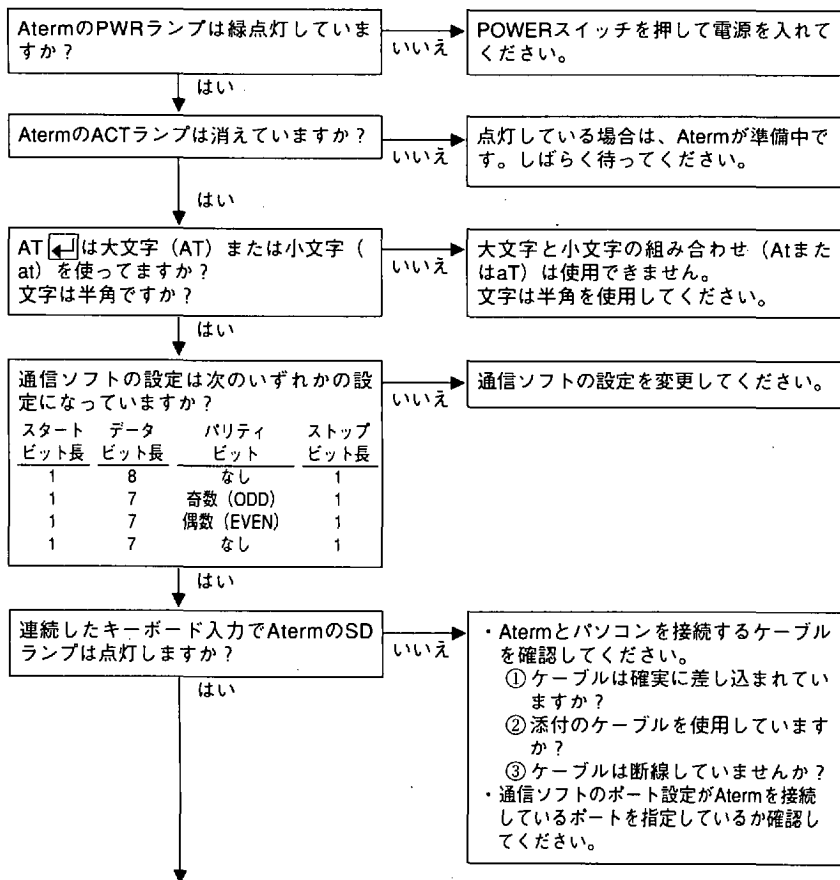 AtermのPWRランプは緑点灯していま
すか？
いいえ
POWERスイッチを押して電源を入れて
ください。
はい
AtermのACTランプは消えていますか？
いいえ
点灯している場合は、Atermが準備中で
す。しばらく待ってください。
はい
AT↵は大文字（AT）または小文字（
at）を使ってますか？
文字は半角ですか？
いいえ
大文字と小文字の組み合わせ（Atまた
はaT）は使用できません。
文字は半角を使用してください。
はい
通信ソフトの設定は次のいずれかの設
定になっていますか？
いいえ
通信ソフトの設定を変更してください。
スタート データ パリティ ストップ
ビット長 ビット長 ビット ビット長
1 8 なし 1
1 7 奇数（ODD） 1
1 7 偶数（EVEN） 1
1 7 なし 1
はい
連続したキーボード入力でAtermのSD
ランプは点灯しますか？
いいえ
・Atermとパソコンを接続するケーブル
を確認してください。
①ケーブルは確実に差し込まれてい
ますか？
②添付のケーブルを使用しています
か？
③ケーブルは断線していませんか？
・通信ソフトのポート設定がAtermを接続
しているポートを指定しているか確認し
てください。
はい